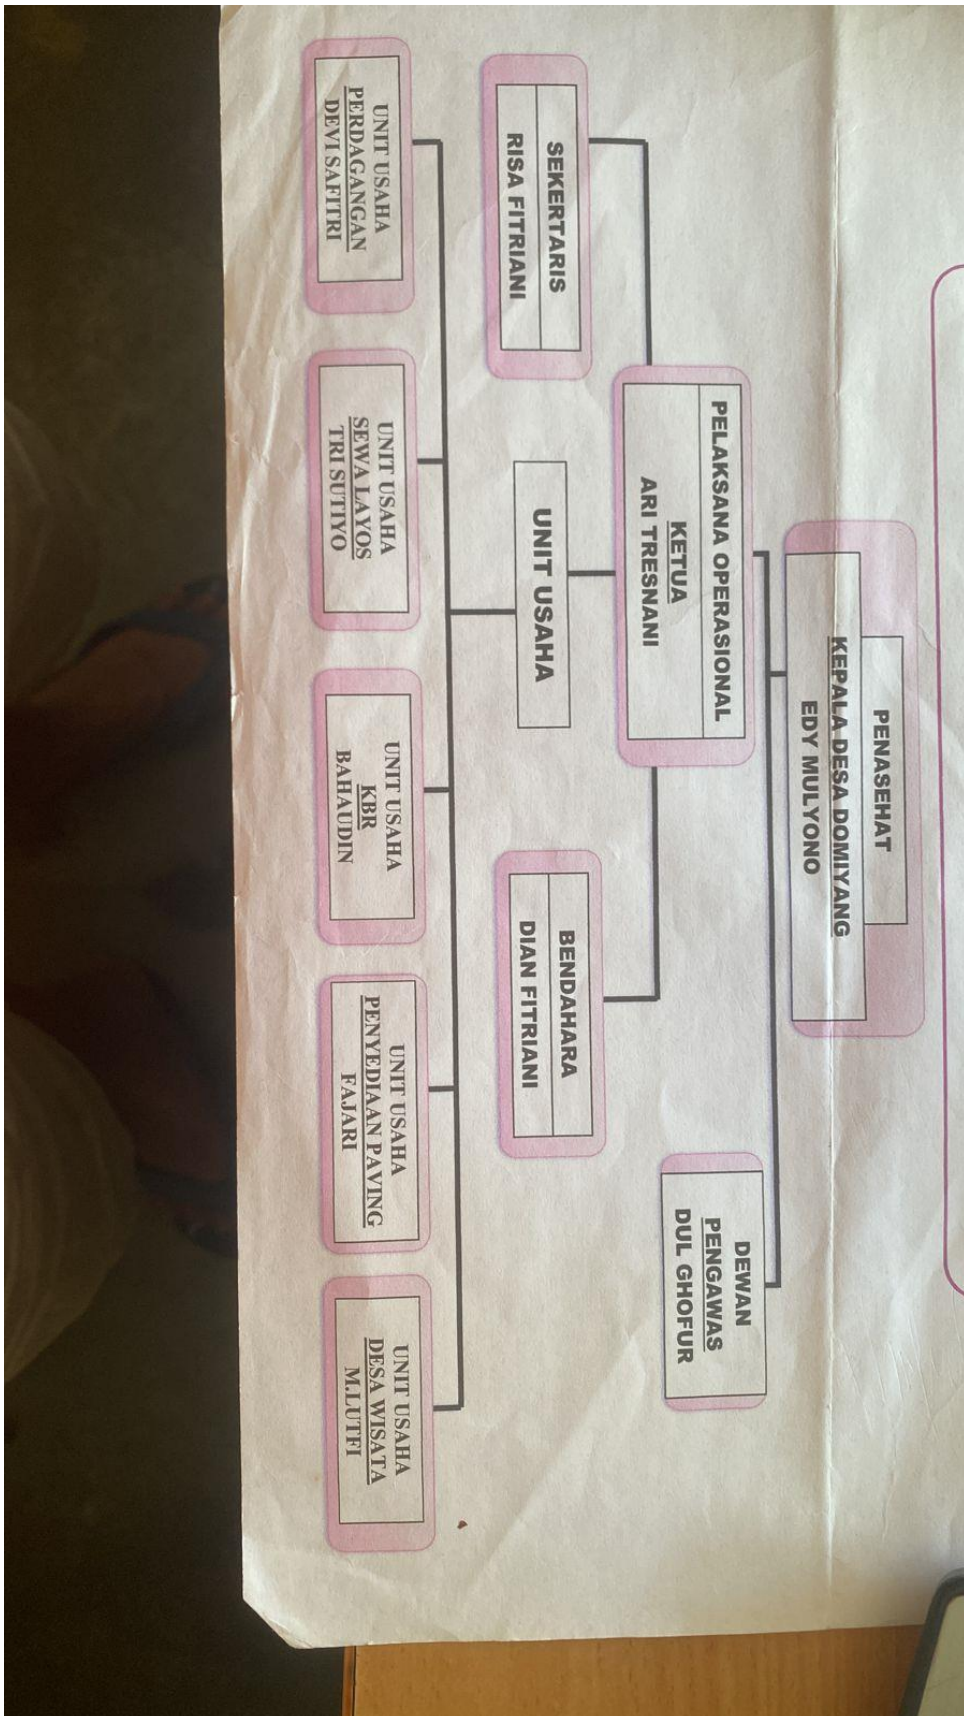 PENASEHAT
KEPALA DESA DOMIYANG
EDY MULYONO
DEWAN
PENGAWAS
DUL GHOFUR
PELAKSANA OPERASIONAL
KETUA
ARI TRESNANI
SEKERTARIS
RISA FITRIANI
BENDAHARA
DIAN FITRIANI
UNIT USAHA
UNIT USAHA
PERDAGANGAN
DEVI SAFITRI
UNIT USAHA
SEWA LAYOS
TRI SUTIYO
UNIT USAHA
KBR
BAHAUDIN
UNIT USAHA
PENYEDIAAN PAVING
FAJARI
UNIT USAHA
DESA WISATA
M.LUTFI